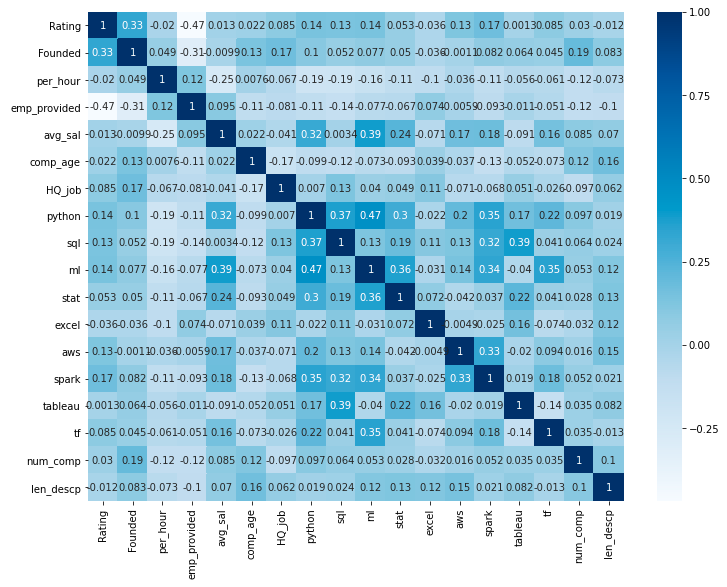 Rating 1 0.33 -0.02 -0.47 0.013 0.022 0.085 0.14 0.13 0.14 0.053 -0.036 0.13 0.17 0.0013 0.085 0.03 -0.012
Founded 0.33 1 0.049 -0.31 -0.0099 0.13 0.17 0.1 0.052 0.077 0.05 -0.036 -0.0011 0.082 0.064 0.045 0.19 0.083
per_hour -0.02 0.049 1 0.12 -0.25 0.0076 -0.067 -0.19 -0.19 -0.16 -0.11 -0.1 -0.036 -0.11 -0.056 -0.061 -0.12 -0.073
emp_provided -0.47 -0.31 0.12 1 0.095 -0.11 -0.081 -0.11 -0.14 -0.077 -0.067 0.074 0.0059 -0.093 -0.011 -0.051 -0.12 -0.1
avg_sal 0.013 -0.0099 -0.25 0.095 1 0.022 -0.041 0.32 0.0034 0.39 0.24 -0.071 0.17 0.18 -0.091 0.16 0.085 0.07
comp_age 0.022 0.13 0.0076 -0.11 0.022 1 -0.17 -0.099 -0.12 -0.073 -0.093 0.039 -0.037 -0.13 -0.052 -0.073 0.12 0.16
HQ_job 0.085 0.17 -0.067 -0.081 -0.041 -0.17 1 0.007 0.13 0.04 0.049 0.11 -0.071 -0.068 0.051 -0.026 -0.097 0.062
python 0.14 0.1 -0.19 -0.11 0.32 -0.099 0.007 1 0.37 0.47 0.3 -0.022 0.2 0.35 0.17 0.22 0.097 0.019
sql 0.13 0.052 -0.19 -0.14 0.0034 -0.12 0.13 0.37 1 0.13 0.19 0.11 0.13 0.32 0.39 0.041 0.064 0.024
ml 0.14 0.077 -0.16 -0.077 0.39 -0.073 0.04 0.47 0.13 1 0.36 -0.031 0.14 0.34 -0.04 0.35 0.053 0.12
stat 0.053 0.05 -0.11 -0.067 0.24 -0.093 0.049 0.3 0.19 0.36 1 0.072 -0.042 0.037 0.22 0.041 0.028 0.13
excel -0.036 -0.036 -0.1 0.074 -0.071 0.039 0.11 -0.022 0.11 -0.031 0.072 1 0.0049 -0.025 0.16 -0.074 -0.032 0.12
aws 0.13 -0.0011 -0.036 0.0059 0.17 -0.037 -0.071 0.2 0.13 0.14 -0.042 0.0049 1 0.33 -0.02 0.094 0.016 0.15
spark 0.17 0.082 -0.11 -0.093 0.18 -0.13 -0.068 0.35 0.32 0.34 0.037 -0.025 0.33 1 0.019 0.18 0.052 0.021
tableau 0.0013 0.064 -0.056 -0.011 -0.091 -0.052 0.051 0.17 0.39 -0.04 0.22 0.16 -0.02 0.019 1 -0.14 0.035 0.082
tf 0.085 0.045 -0.061 -0.051 0.16 -0.073 -0.026 0.22 0.041 0.35 0.041 -0.074 0.094 0.18 -0.14 1 0.035 -0.013
num_comp 0.03 0.19 -0.12 -0.12 0.085 0.12 -0.097 0.097 0.064 0.053 0.028 -0.032 0.016 0.052 0.035 0.035 1 0.1
len_descp -0.012 0.083 -0.073 -0.1 0.07 0.16 0.062 0.019 0.024 0.12 0.13 0.12 0.15 0.021 0.082 -0.013 0.1 1
Rating Founded per_hour emp_provided avg_sal comp_age HQ_job python sql ml stat excel aws spark tableau tf num_comp len_descp
1.00
0.75
0.50
0.25
0.00
−0.25